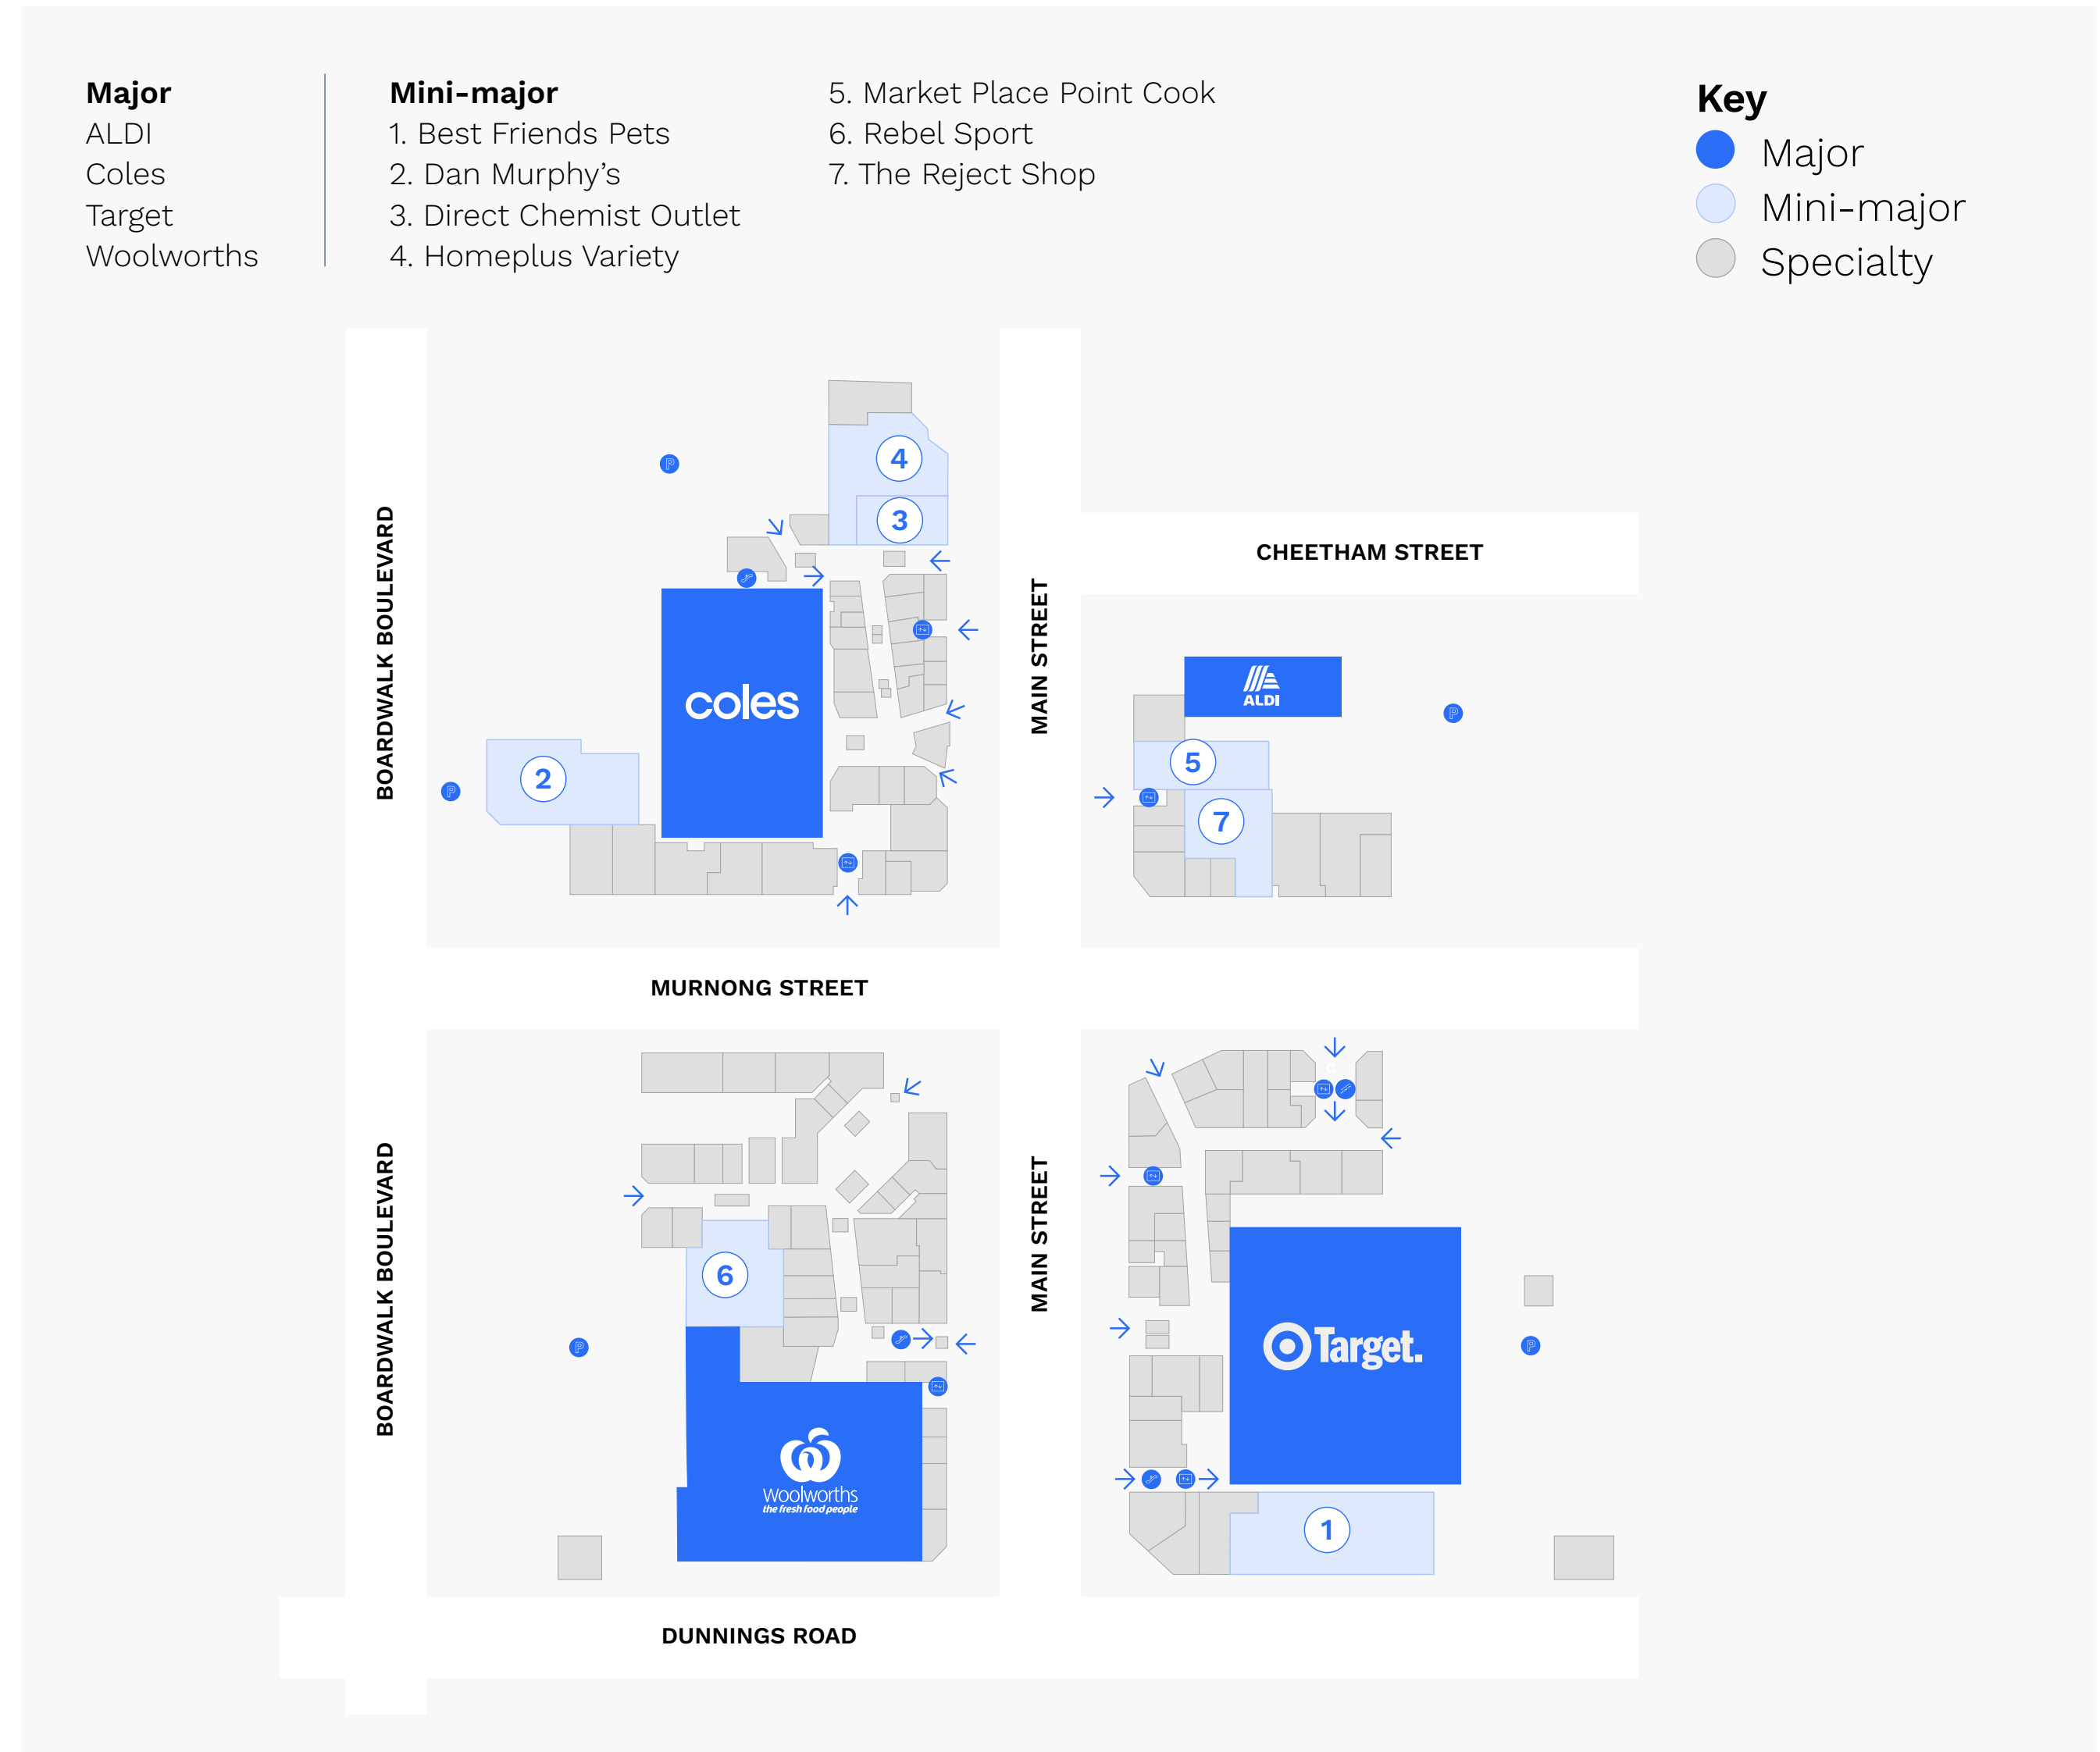 Major
ALDI
Coles
Target
Woolworths
Mini-major
1. Best Friends Pets
2. Dan Murphy’s
3. Direct Chemist Outlet
4. Homeplus Variety
5. Market Place Point Cook
6. Rebel Sport
7. The Reject Shop
Key
Major
Mini-major
Specialty
4
P
3
BOARDWALK BOULEVARD
CHEETHAM STREET
MAIN STREET
coles
ALDI
P
5
2
P
7
MURNONG STREET
BOARDWALK BOULEVARD
MAIN STREET
6
P
Target.
P
Woolworths
the fresh food people
1
DUNNINGS ROAD